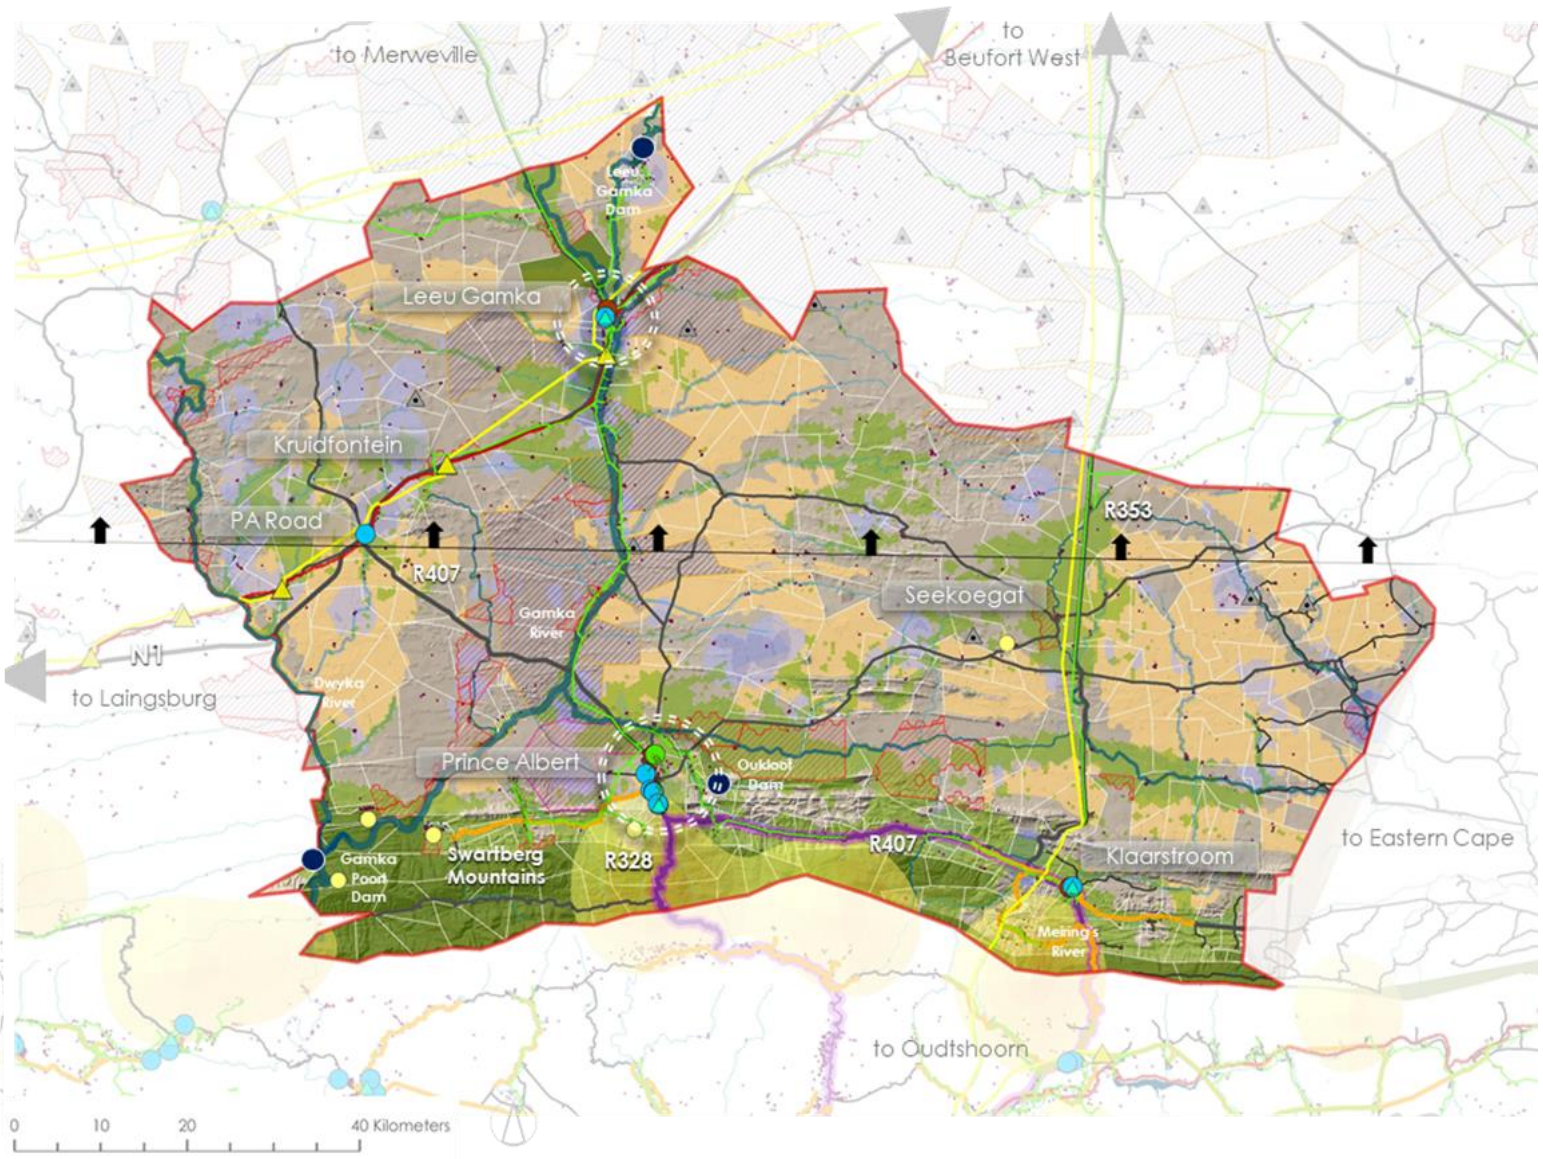 to Merweville
to
Beufort West
Leeu
Gamka
Dam
Leeu Gamka
Kruidfontein
PA Road
R353
R407
Seekoegat
Gamka
River
N1
to Laingsburg
Dwyka
River
Prince Albert
Oukloof
Dam
to Eastern Cape
R407
Klaarstroom
Swartberg
Mountains
R328
Gamka
Poort
Dam
Meiring's
River
to Oudtshoorn
0 10 20 40 Kilometers